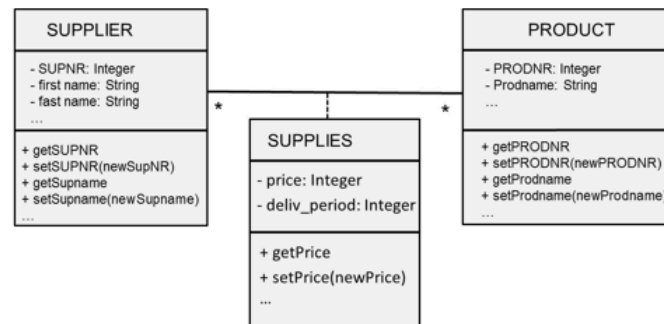 SUPPLIER
- SUPNR: Integer
- first name: String
- fast name: String
...
+ getSUPNR
+ setSUPNR(newSupNR)
+ getSupname
+ setSupname(newSupname)
...
*
SUPPLIES
- price: Integer
- deliv_period: Integer
+ getPrice
+ setPrice(newPrice)
...
*
PRODUCT
- PRODNR: Integer
- Prodname: String
...
+ getPRODNR
+ setPRODNR(newPRODNR)
+ getProdname
+ setProdname(newProdname)
...